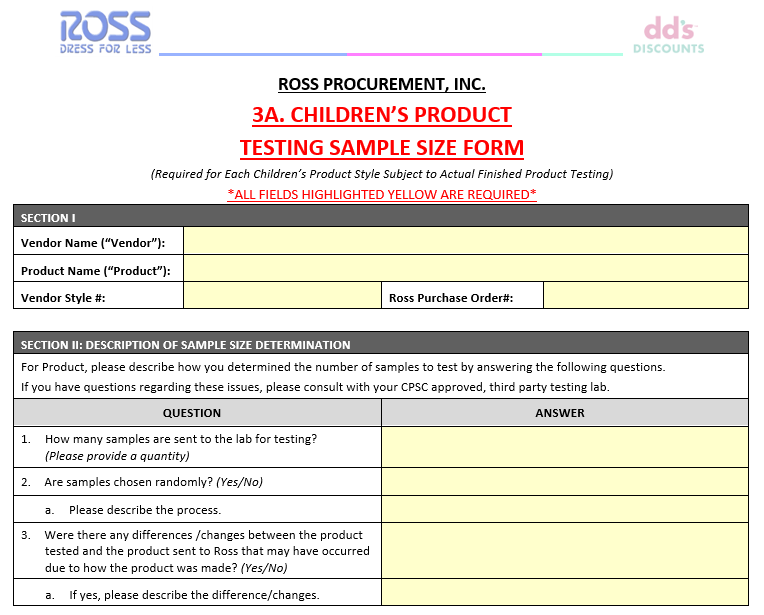 ROSS
DRESS FOR LESS
dd's
DISCOUNTS
ROSS PROCUREMENT, INC.
3A. CHILDREN'S PRODUCT
TESTING SAMPLE SIZE FORM
(Required for Each Children's Product Style Subject to Actual Finished Product Testing)
*ALL FIELDS HIGHLIGHTED YELLOW ARE REQUIRED*
SECTION I
Vendor Name ("Vendor"):
Product Name ("Product"):
Vendor Style #: Ross Purchase Order#:
SECTION II: DESCRIPTION OF SAMPLE SIZE DETERMINATION
For Product, please describe how you determined the number of samples to test by answering the following questions.
If you have questions regarding these issues, please consult with your CPSC approved, third party testing lab.
QUESTION ANSWER
1. How many samples are sent to the lab for testing?
(Please provide a quantity)
2. Are samples chosen randomly? (Yes/No)
a. Please describe the process.
3. Were there any differences /changes between the product
tested and the product sent to Ross that may have occurred
due to how the product was made? (Yes/No)
a. If yes, please describe the difference/changes.